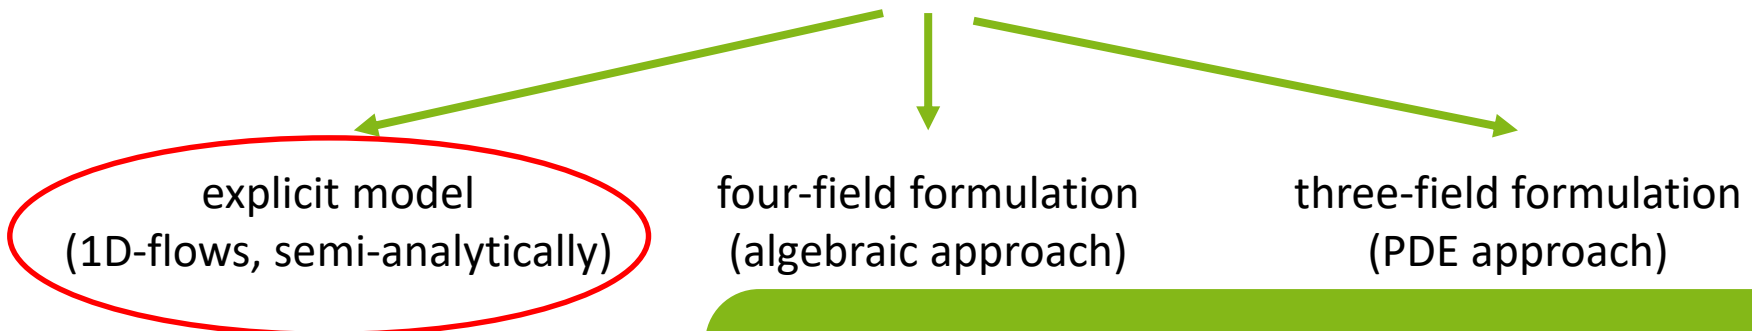 explicit model
(1D-flows, semi-analytically)
four-field formulation
(algebraic approach)
three-field formulation
(PDE approach)